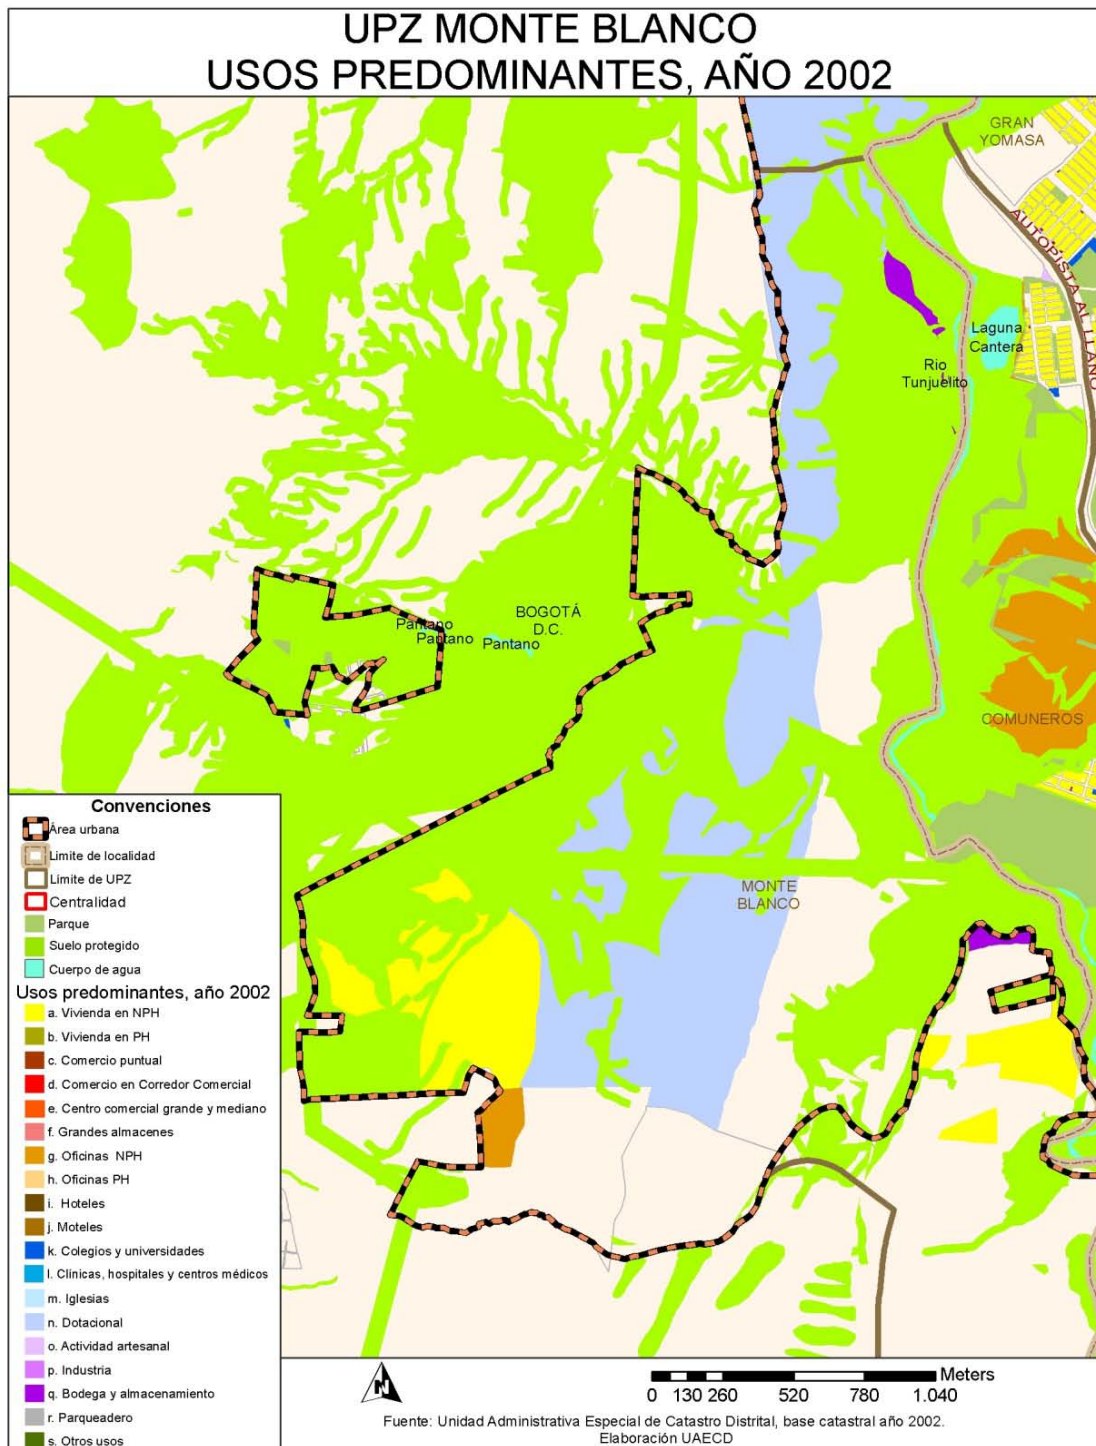 UPZ MONTE BLANCO
USOS PREDOMINANTES, AÑO 2002
GRAN
YOMASA
AUTOPISTA AL LLANO
Laguna
Cantera
Rio
Tunjuelito
BOGOTÁ
D.C.
Pantano
Pantano
Pantano
COMUNEROS
MONTE
BLANCO
Convenciones
Área urbana
Limite de localidad
Limite de UPZ
Centralidad
Parque
Suelo protegido
Cuerpo de agua
Usos predominantes, año 2002
a. Vivienda en NPH
b. Vivienda en PH
c. Comercio puntual
d. Comercio en Corredor Comercial
e. Centro comercial grande y mediano
f. Grandes almacenes
g. Oficinas NPH
h. Oficinas PH
i. Hoteles
j. Moteles
k. Colegios y universidades
l. Clínicas, hospitales y centros médicos
m. Iglesias
n. Dotacional
o. Actividad artesanal
p. Industria
q. Bodega y almacenamiento
r. Parqueadero
s. Otros usos
N
Meters
0 130 260 520 780 1.040
Fuente: Unidad Administrativa Especial de Catastro Distrital, base catastral año 2002.
Elaboración UAECD